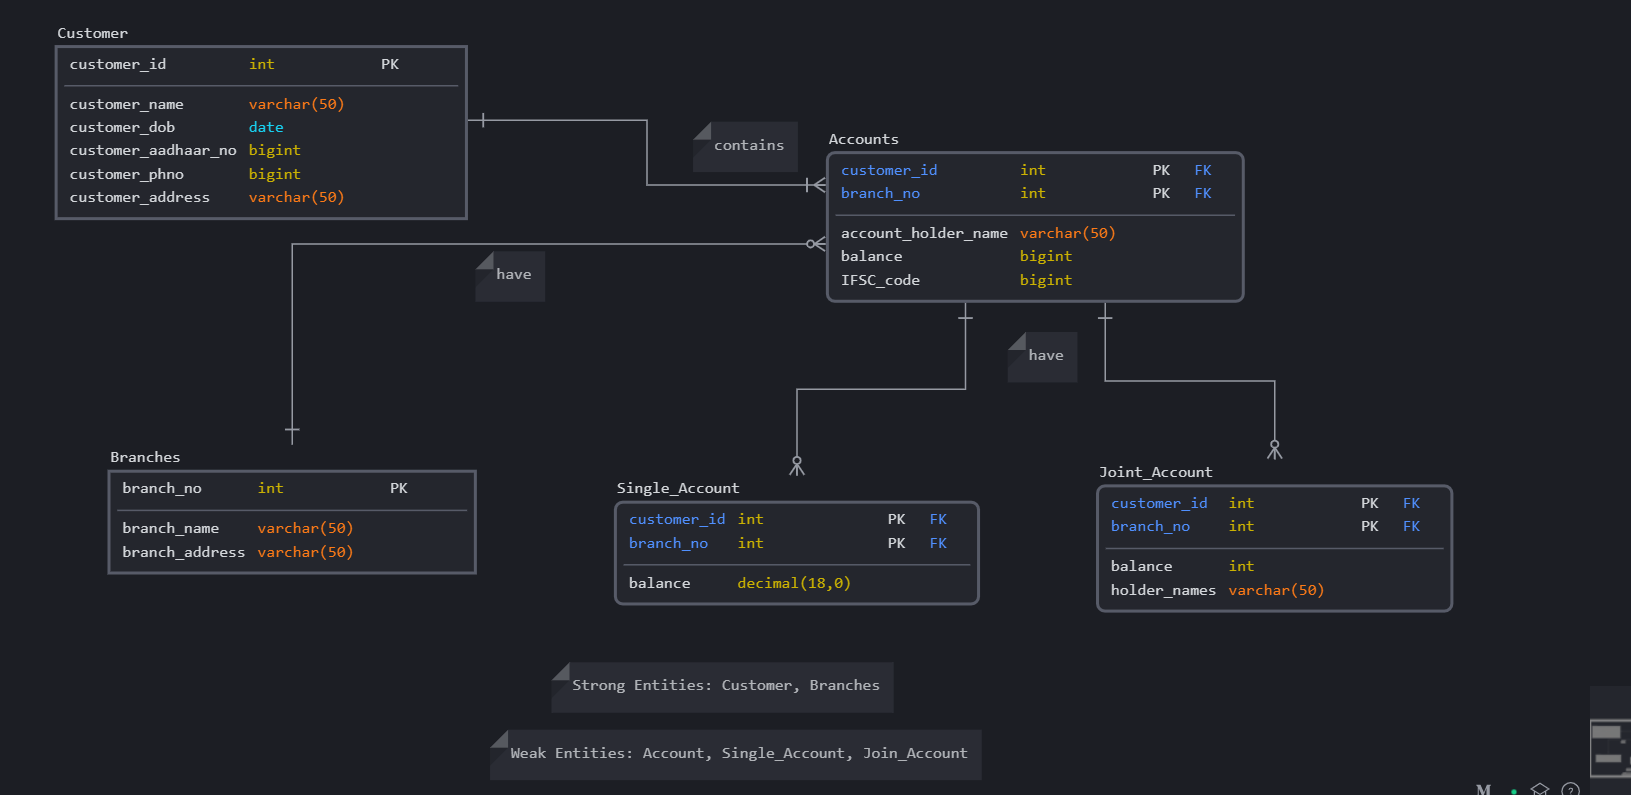 Customer
customer_id int PK
customer_name varchar(50)
customer_dob date
customer_aadhaar_no bigint
customer_phno bigint
customer_address varchar(50)
contains
Accounts
customer_id int PK FK
branch_no int PK FK
account_holder_name varchar(50)
balance bigint
IFSC_code bigint
have
have
Branches
branch_no int PK
branch_name varchar(50)
branch_address varchar(50)
Single_Account
customer_id int PK FK
branch_no int PK FK
balance decimal(18,0)
Joint_Account
customer_id int PK FK
branch_no int PK FK
balance int
holder_names varchar(50)
Strong Entities: Customer, Branches
Weak Entities: Account, Single_Account, Join_Account
M
?